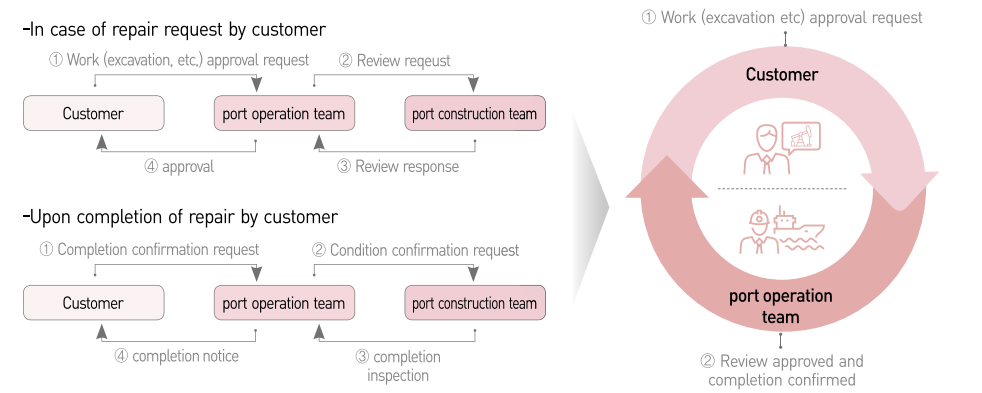 –In case of repair request by customer
① Work (excavation, etc,) approval request
② Review reqeust
Customer
port operation team
port construction team
④ approval
③ Review response
–Upon completion of repair by customer
① Completion confirmation request
② Condition confirmation request
Customer
port operation team
port construction team
④ completion notice
③ completion
inspection
① Work (excavation etc) approval request
Customer
port operation
team
② Review approved and
completion confirmed